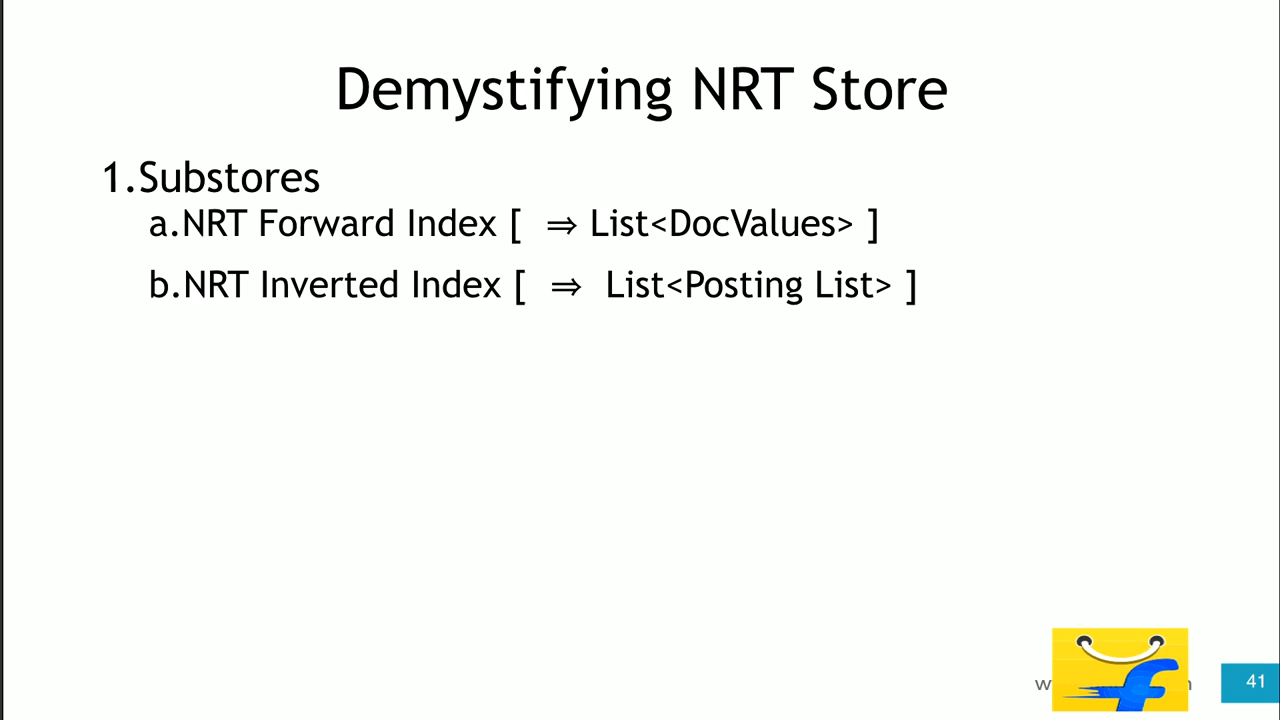 Demystifying NRT Store
1.Substores
a.NRT Forward Index [ ⇒ List<DocValues> ]
b.NRT Inverted Index [ ⇒ List<Posting List> ]
41